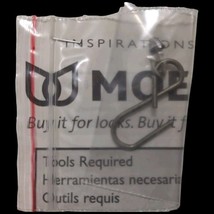 INSPIRATIONS
MOE
Buy it for looks. Buy it f
Tools Required
Herramientas necesari
Outils requis